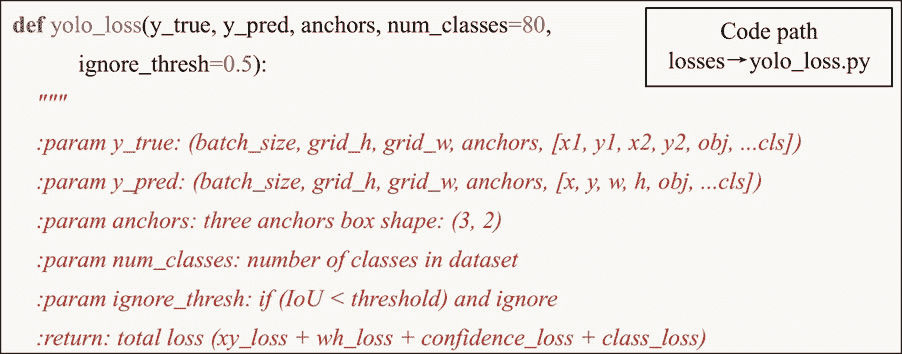 def yolo_loss(y_true, y_pred, anchors, num_classes=80,
ignore_thresh=0.5):
Code path
losses→yolo_loss.py
"""
:param y_true: (batch_size, grid_h, grid_w, anchors, [x1, y1, x2, y2, obj, ...cls])
:param y_pred: (batch_size, grid_h, grid_w, anchors, [x, y, w, h, obj, ...cls])
:param anchors: three anchors box shape: (3, 2)
:param num_classes: number of classes in dataset
:param ignore_thresh: if (IoU < threshold) and ignore
:return: total loss (xy_loss + wh_loss + confidence_loss + class_loss)